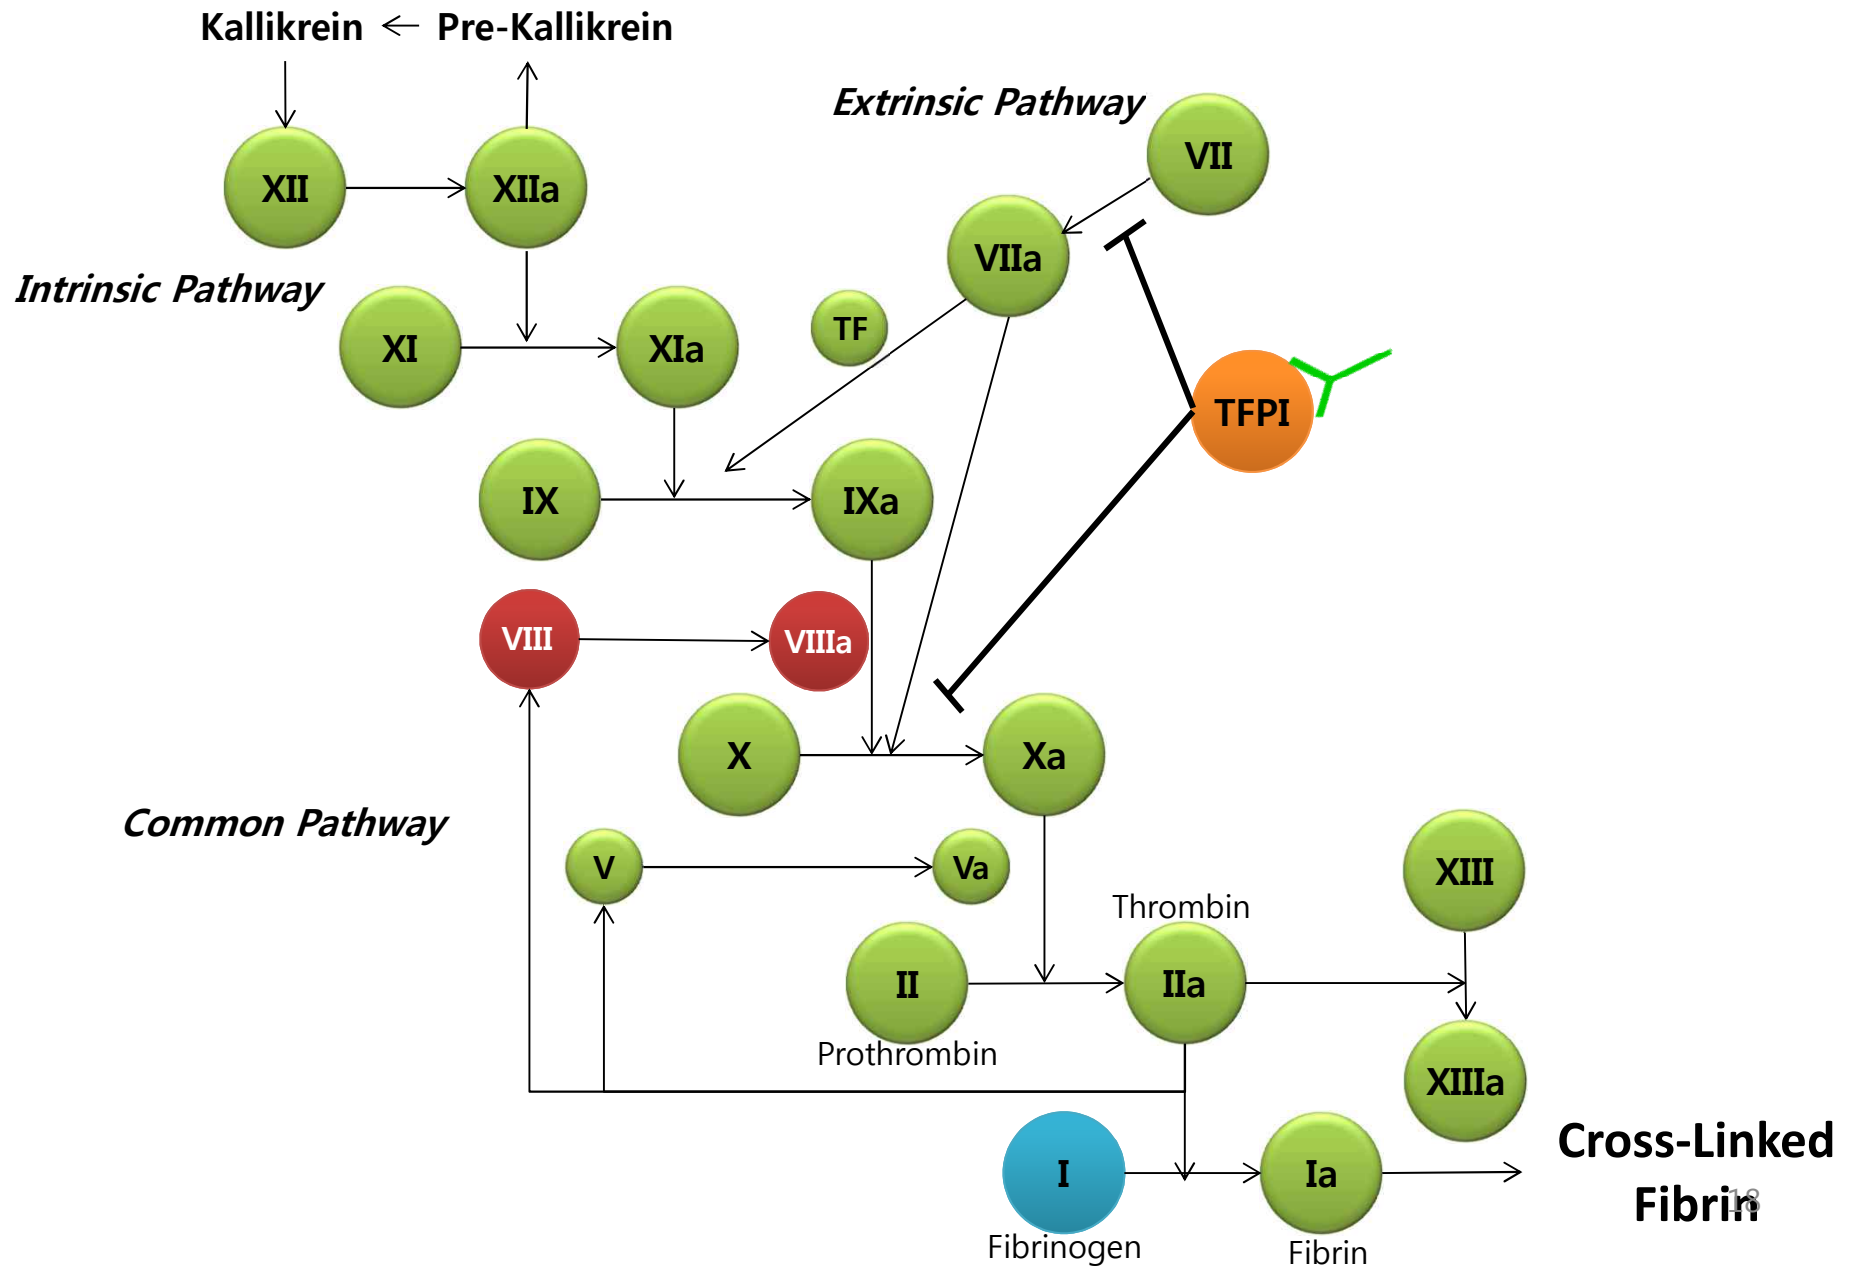 Kallikrein
Pre-Kallikrein
Extrinsic Pathway
VII
XII
XIIa
VIIa
Intrinsic Pathway
TF
XI
XIa
TFPI
IX
IXa
VIII
VIIIa
X
Xa
Common Pathway
V
Va
XIII
Thrombin
II
IIa
Prothrombin
XIIIa
Cross-Linked
Fibrin
18
I
Ia
Fibrinogen
Fibrin